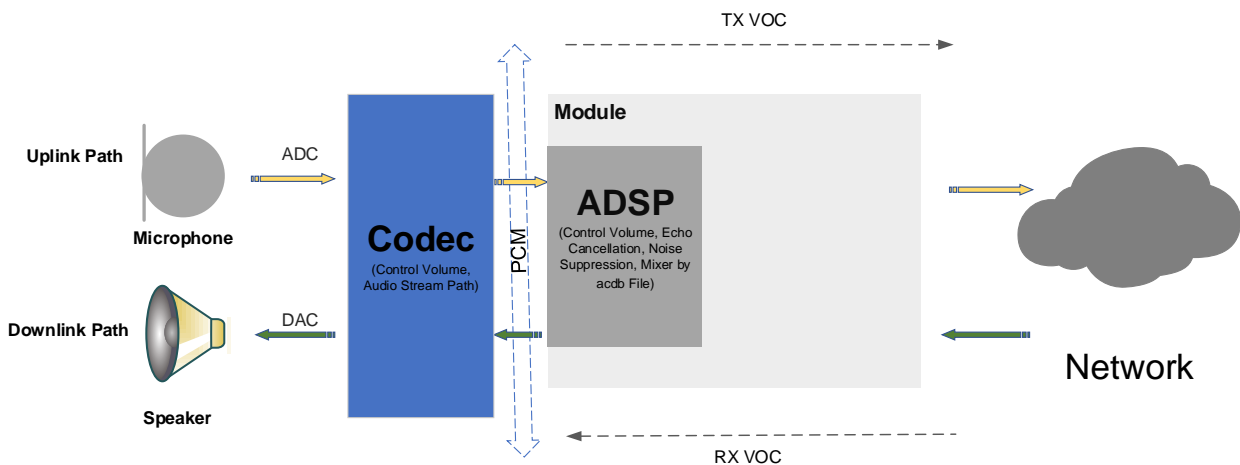 TX VOC
Module
Uplink Path
ADC
Microphone
Codec
(Control Volume,
Audio Stream Path)
PCM
ADSP
(Control Volume, Echo
Cancellation, Noise
Suppression, Mixer by
acdb File)
Downlink Path
DAC
Speaker
Network
RX VOC